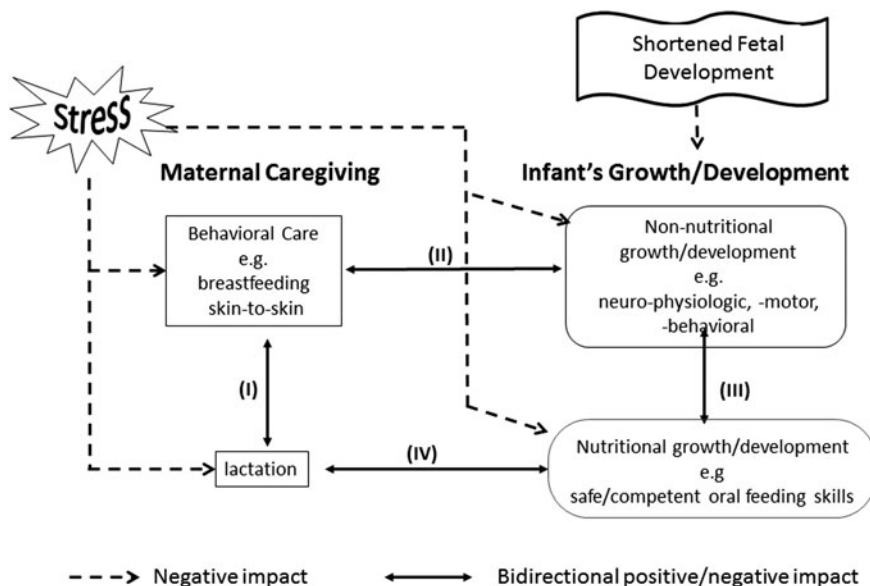 Shortened Fetal
Development
Stress
Maternal Caregiving
Infant's Growth/Development
Behavioral Care
e.g.
breastfeeding
skin-to-skin
(II)
Non-nutritional
growth/development
e.g.
neuro-physiologic, -motor,
-behavioral
(I)
(III)
lactation
(IV)
Nutritional growth/development
e.g
safe/competent oral feeding skills
Negative impact
Bidirectional positive/negative impact